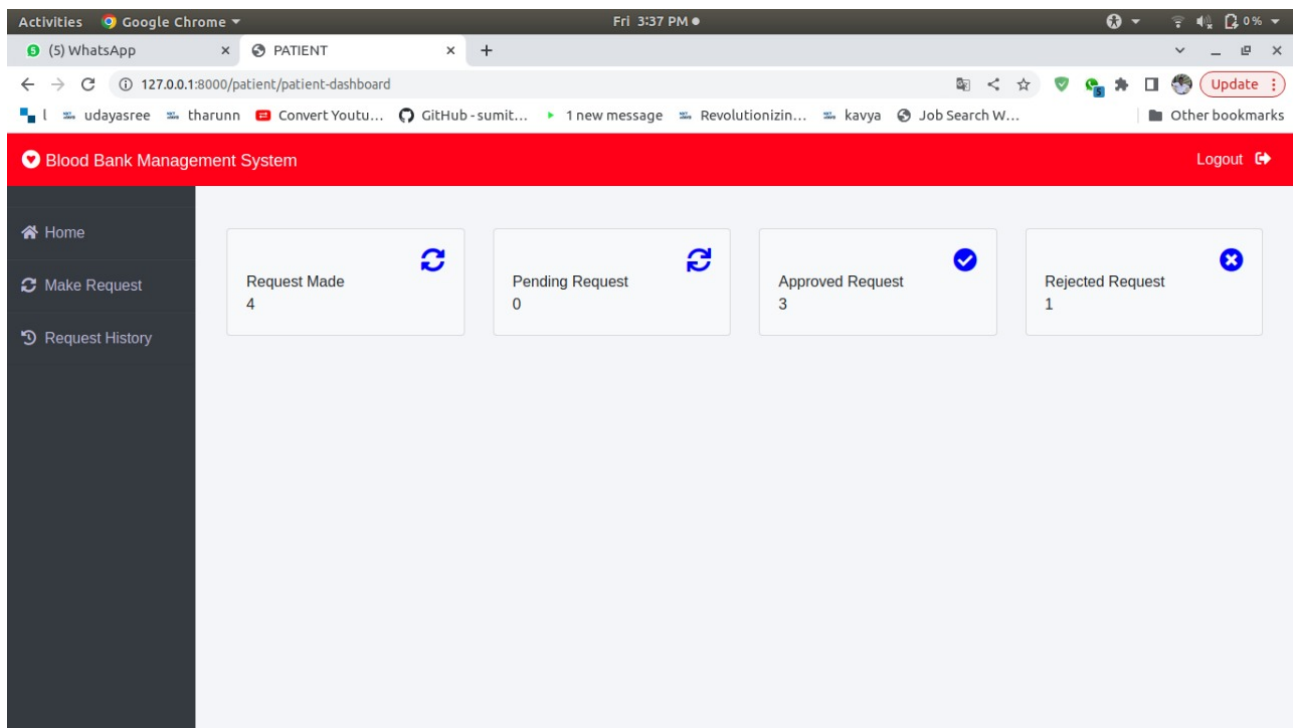 Activities Google Chrome Fri 3:37 PM 0%
(5) WhatsApp PATIENT
127.0.0.1:8000/patient/patient-dashboard Update
l udayasree tharunn Convert Youtu... GitHub - sumit... 1 new message Revolutionizin... kavya Job Search W... Other bookmarks
Blood Bank Management System Logout
Home
Make Request
Request History
Request Made
4
Pending Request
0
Approved Request
3
Rejected Request
1